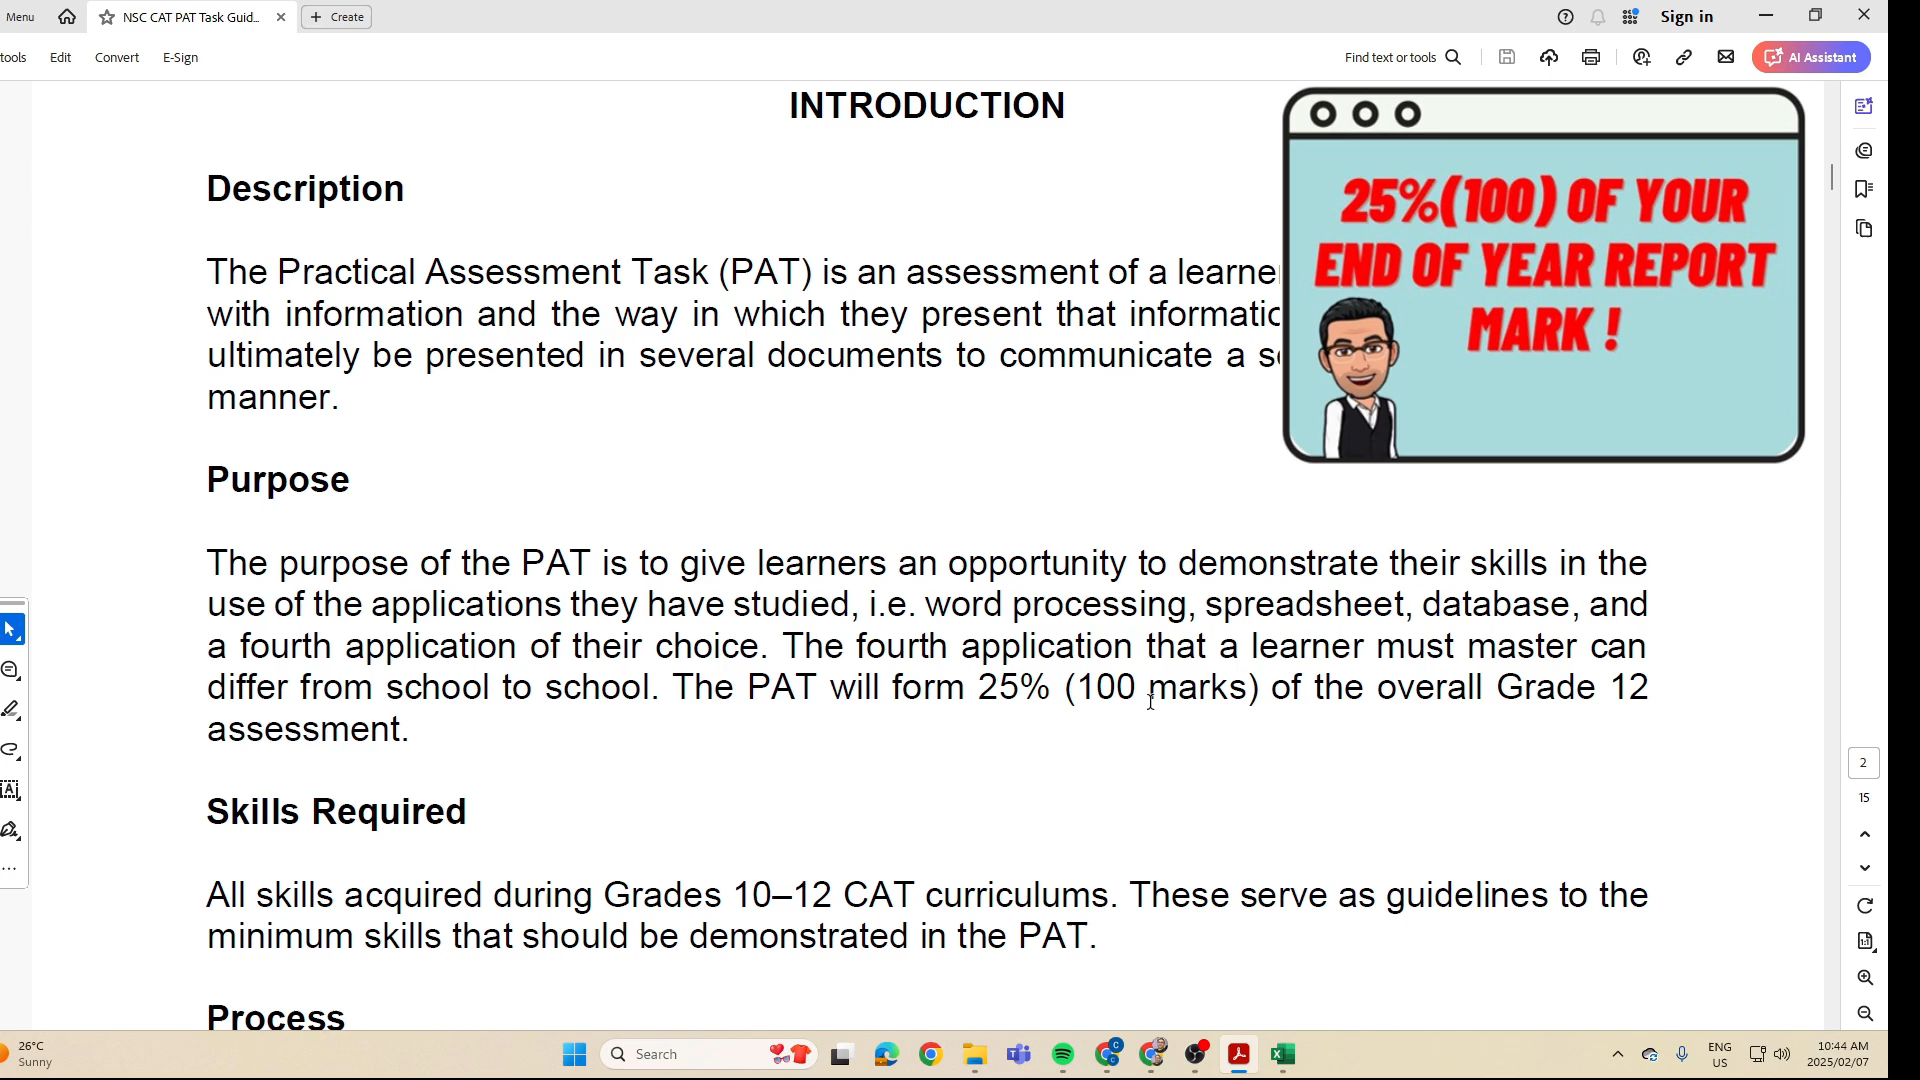 Menu
NSC CAT PAT Task Guid...
Create
Sign in
tools
Edit
Convert
E-Sign
Find text or tools
AI Assistant
INTRODUCTION
Description
The Practical Assessment Task (PAT) is an assessment of a
with information and the way in which they present that
ultimately be presented in several documents to communicate a
manner.
25%(100) OF YOUR
END OF YEAR REPORT
MARK !
Purpose
The purpose of the PAT is to give learners an opportunity to demonstrate their skills in the
use of the applications they have studied, i.e. word processing, spreadsheet, database, and
a fourth application of their choice. The fourth application that a learner must master can
differ from school to school. The PAT will form 25% (100 marks) of the overall Grade 12
assessment.
Skills Required
All skills acquired during Grades 10–12 CAT curriculums. These serve as guidelines to the
minimum skills that should be demonstrated in the PAT.
Process
2
15
26°C
Sunny
Search
ENG
US
10:44 AM
2025/02/07